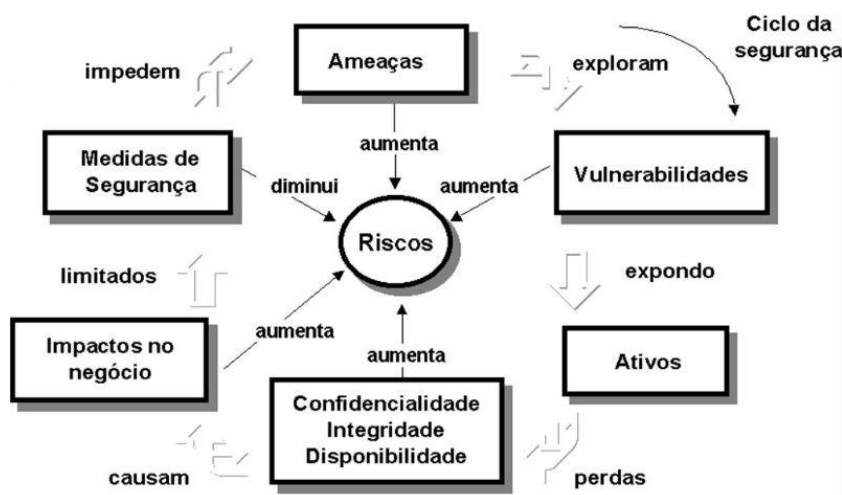 Ciclo da
segurança
Ameaças
impedem
exploram
aumenta
Medidas de
Segurança
diminui
aumenta
Vulnerabilidades
Riscos
limitados
expondo
aumenta
Impactos no
negócio
aumenta
Ativos
Confidencialidade
Integridade
Disponibilidade
causam
perdas